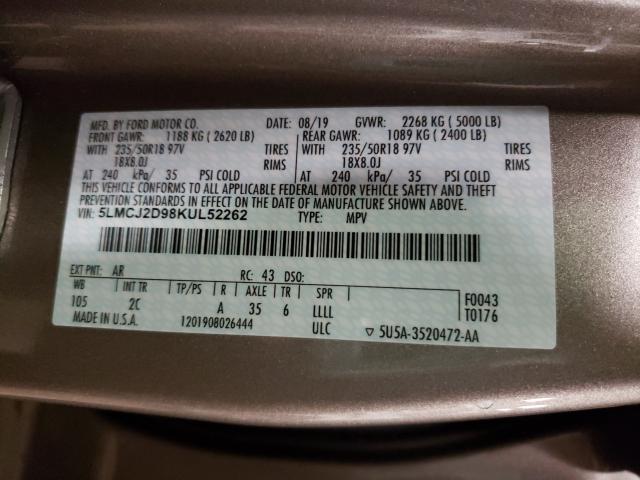 MFD. BY FORD MOTOR CO. DATE: 08/19 GVWR: 2268 KG ( 5000 LB)
FRONT GAWR: 1188 KG ( 2620 LB) REAR GAWR: 1089 KG ( 2400 LB)
WITH 235/50R18 97V TIRES WITH 235/50R18 97V TIRES
18X8.0J RIMS 18X8.0J RIMS
AT 240 kPa/ 35 PSI COLD AT 240 kPa/ 35 PSI COLD
THIS VEHICLE CONFORMS TO ALL APPLICABLE FEDERAL MOTOR VEHICLE SAFETY AND THEFT
PREVENTION STANDARDS IN EFFECT ON THE DATE OF MANUFACTURE SHOWN ABOVE.
VIN: 5LMCJ2D98KUL52262 TYPE: MPV
EXT PNT: AR RC: 43 DSO:
WB INT TR TP/PS R AXLE TR SPR F0043
105 2C A 35 6 LLLL T0176
MADE IN U.S.A. 1201908026444 ULC ▽ 5U5A-3520472-AA